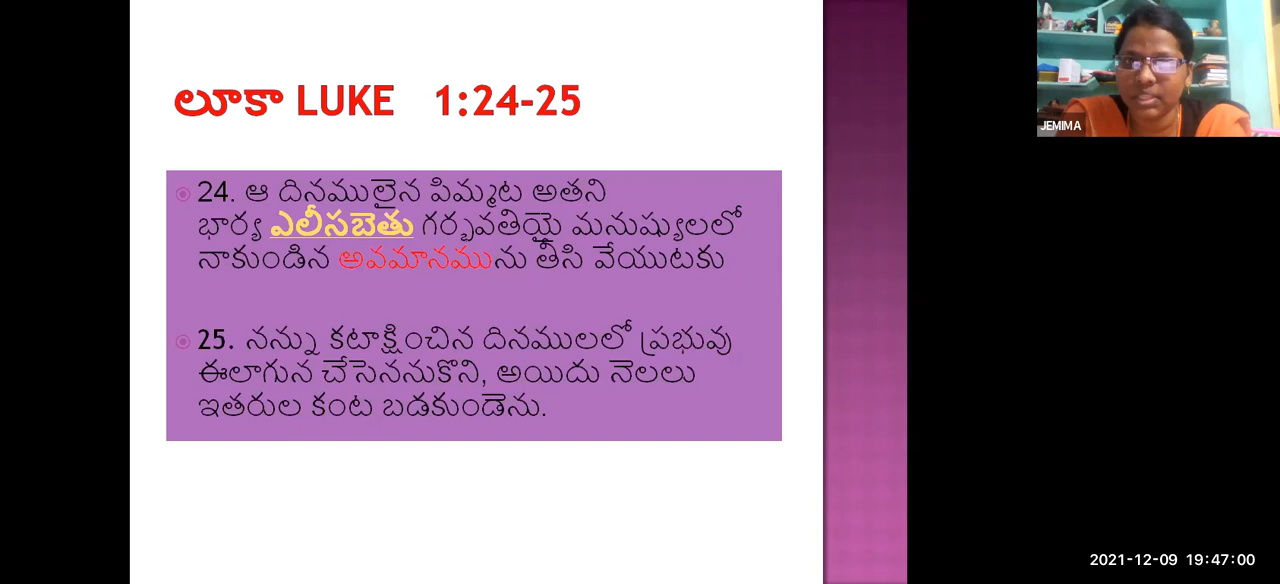 లూకా LUKE 1:24-25
24. ఆ దినములైన పిమ్మట అతని
భార్య ఎలీసబెతు గర్భవతియై మనుష్యులలో
నాకుండిన అవమానమును తీసి వేయుటకు
25. నన్ను కటాక్షించిన దినములలో ప్రభువు
ఈలాగున చేసెననుకొని, అయిదు నెలలు
ఇతరుల కంట బడకుండెను.
JEMIMA
2021-12-09 19:47:00